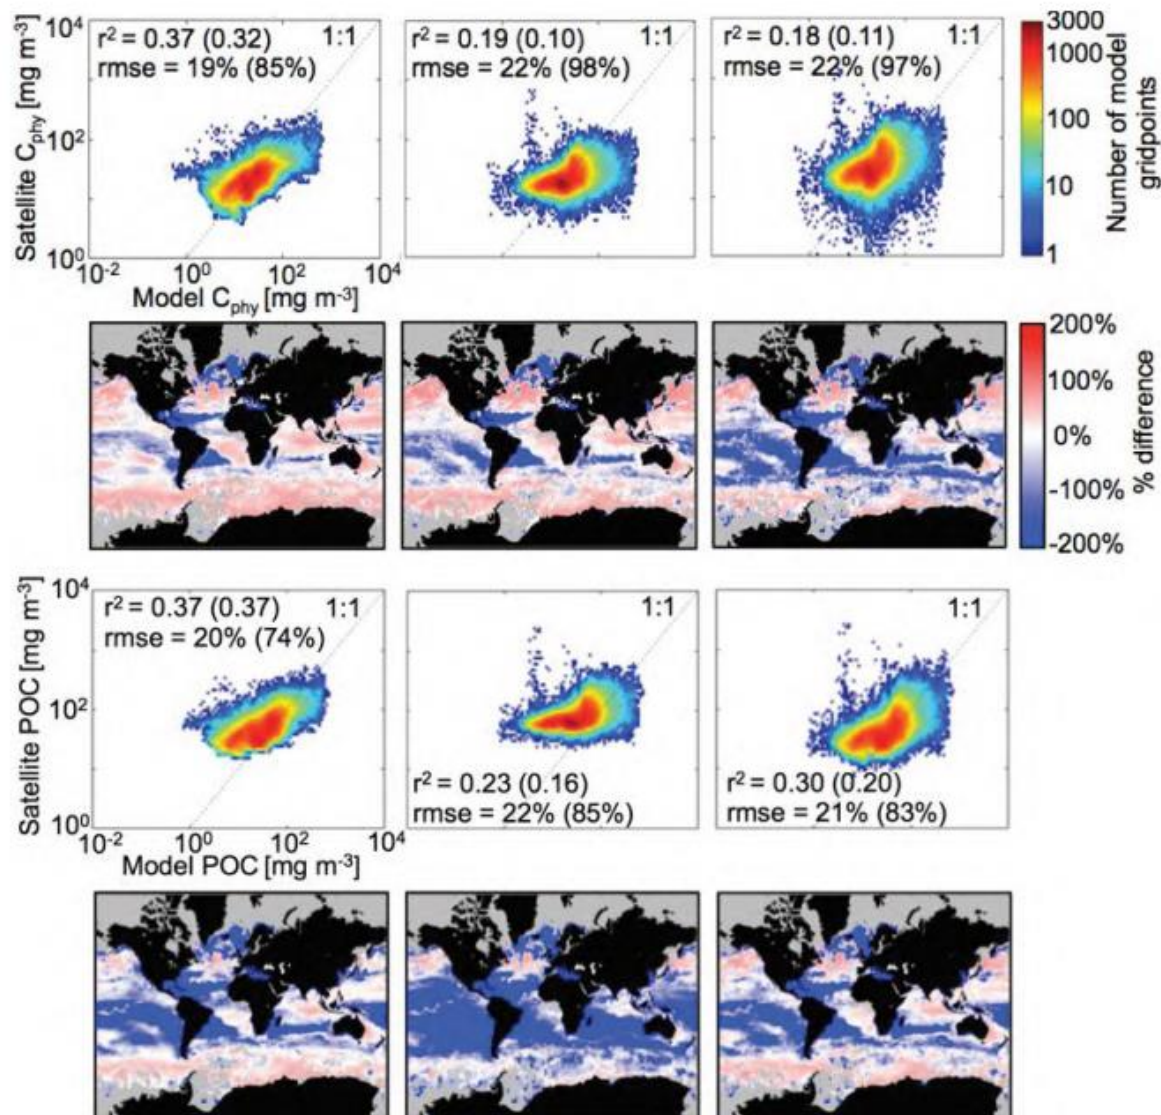 10⁴
r² = 0.37 (0.32)
rmse = 19% (85%)
1:1
r² = 0.19 (0.10)
rmse = 22% (98%)
1:1
r² = 0.18 (0.11)
rmse = 22% (97%)
1:1
Satellite Cphy [mg m⁻³]
10²
10⁰
10⁻²
10⁰
10²
10⁴
Model Cphy [mg m⁻³]
3000
1000
100
10
1
Number of model
gridpoints
200%
100%
0%
-100%
-200%
% difference
10⁴
r² = 0.37 (0.37)
rmse = 20% (74%)
1:1
1:1
1:1
Satellite POC [mg m⁻³]
10²
r² = 0.23 (0.16)
rmse = 22% (85%)
r² = 0.30 (0.20)
rmse = 21% (83%)
10⁰
10⁻²
10⁰
10²
10⁴
Model POC [mg m⁻³]